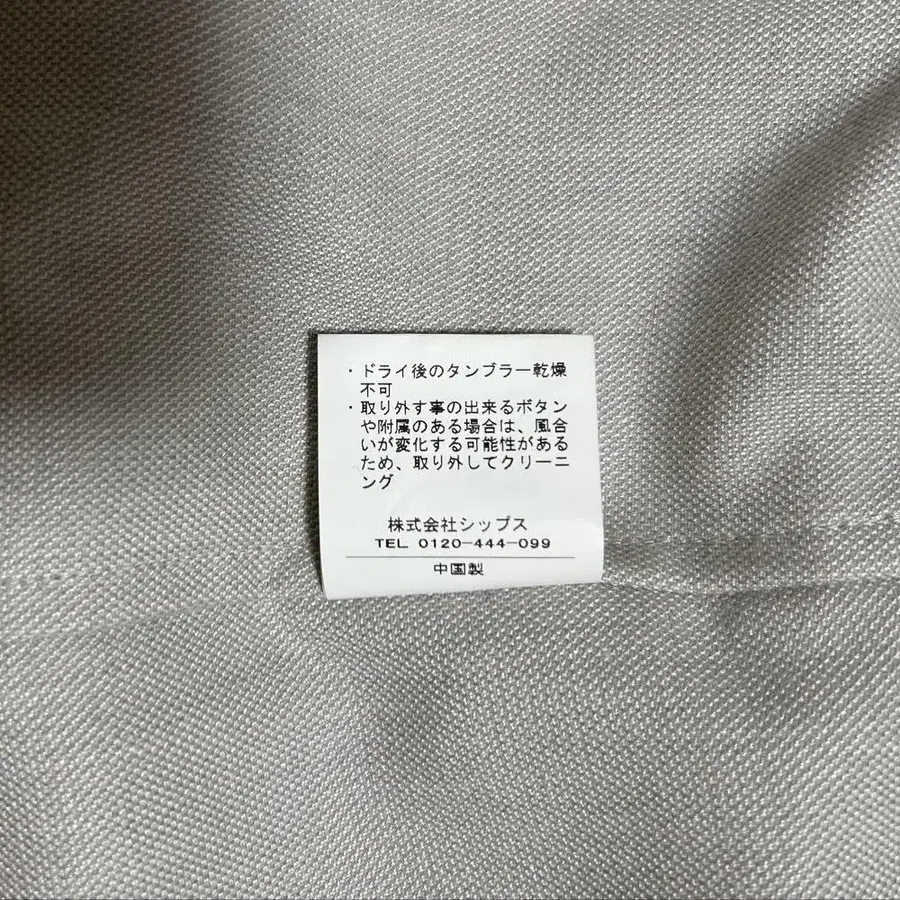 ・ドライ後のタンブラー乾燥
不可
・取り外す事の出来るボタン
や附属のある場合は、風合
いが変化する可能性がある
ため、取り外してクリーニ
ング
株式会社シップス
TEL 0120-444-099
中国製